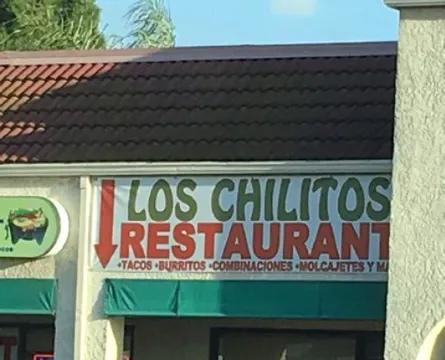 LOS CHILITOS
RESTAURANT
•TACOS •BURRITOS •COMBINACIONES •MOLCAJETES Y